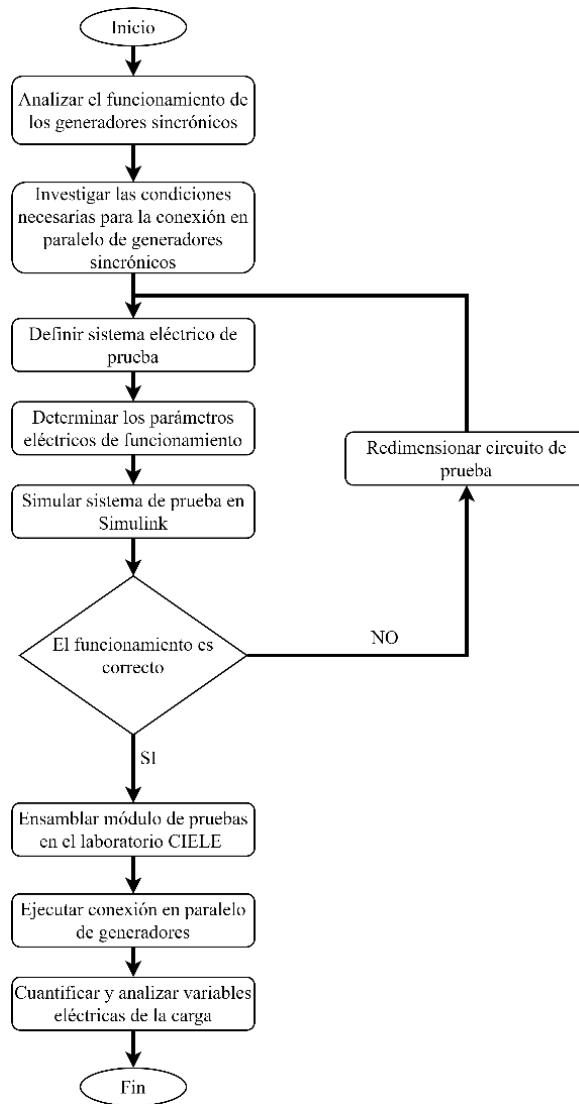 Inicio
Analizar el funcionamiento de
los generadores sincrónicos
Investigar las condiciones
necesarias para la conexión en
paralelo de generadores
sincrónicos
Definir sistema eléctrico de
prueba
Determinar los parámetros
eléctricos de funcionamiento
Redimensionar circuito de
prueba
Simular sistema de prueba en
Simulink
El funcionamiento es
correcto
NO
SI
Ensamblar módulo de pruebas
en el laboratorio CIELE
Ejecutar conexión en paralelo
de generadores
Cuantificar y analizar variables
eléctricas de la carga
Fin